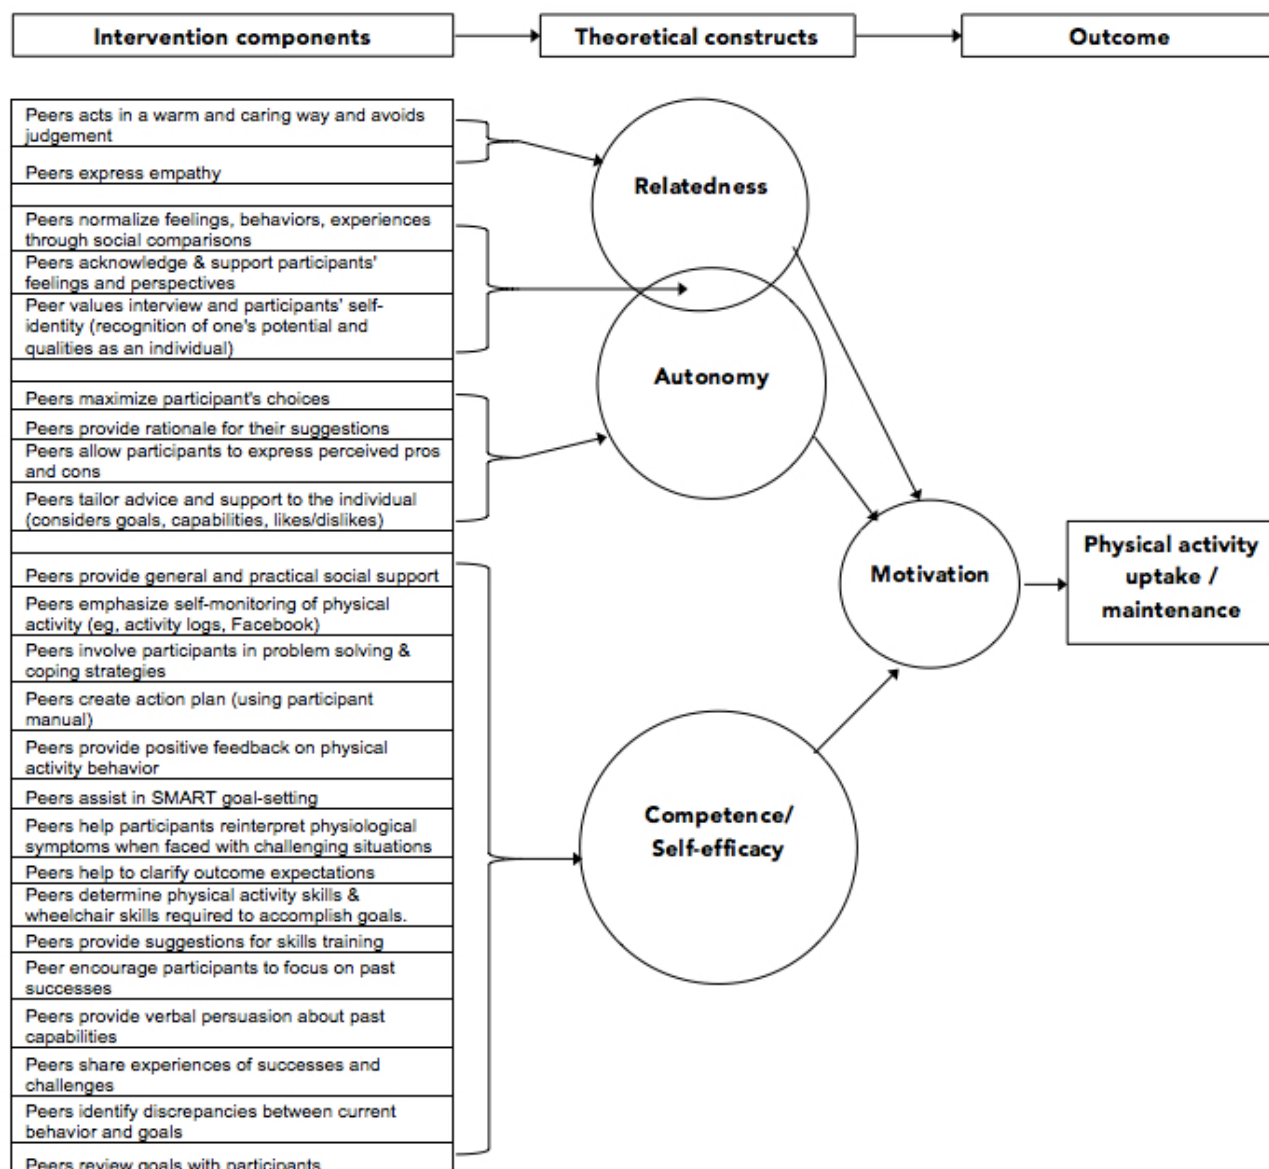 Intervention components
Theoretical constructs
Outcome
Peers acts in a warm and caring way and avoids
judgement
Peers express empathy
Peers normalize feelings, behaviors, experiences
through social comparisons
Peers acknowledge & support participants'
feelings and perspectives
Peer values interview and participants' self-
identity (recognition of one's potential and
qualities as an individual)
Peers maximize participant's choices
Peers provide rationale for their suggestions
Peers allow participants to express perceived pros
and cons
Peers tailor advice and support to the individual
(considers goals, capabilities, likes/dislikes)
Peers provide general and practical social support
Peers emphasize self-monitoring of physical
activity (eg, activity logs, Facebook)
Peers involve participants in problem solving &
coping strategies
Peers create action plan (using participant
manual)
Peers provide positive feedback on physical
activity behavior
Peers assist in SMART goal-setting
Peers help participants reinterpret physiological
symptoms when faced with challenging situations
Peers help to clarify outcome expectations
Peers determine physical activity skills &
wheelchair skills required to accomplish goals.
Peers provide suggestions for skills training
Peer encourage participants to focus on past
successes
Peers provide verbal persuasion about past
capabilities
Peers share experiences of successes and
challenges
Peers identify discrepancies between current
behavior and goals
Peers review goals with participants
Relatedness
Autonomy
Competence/
Self-efficacy
Motivation
Physical activity
uptake /
maintenance